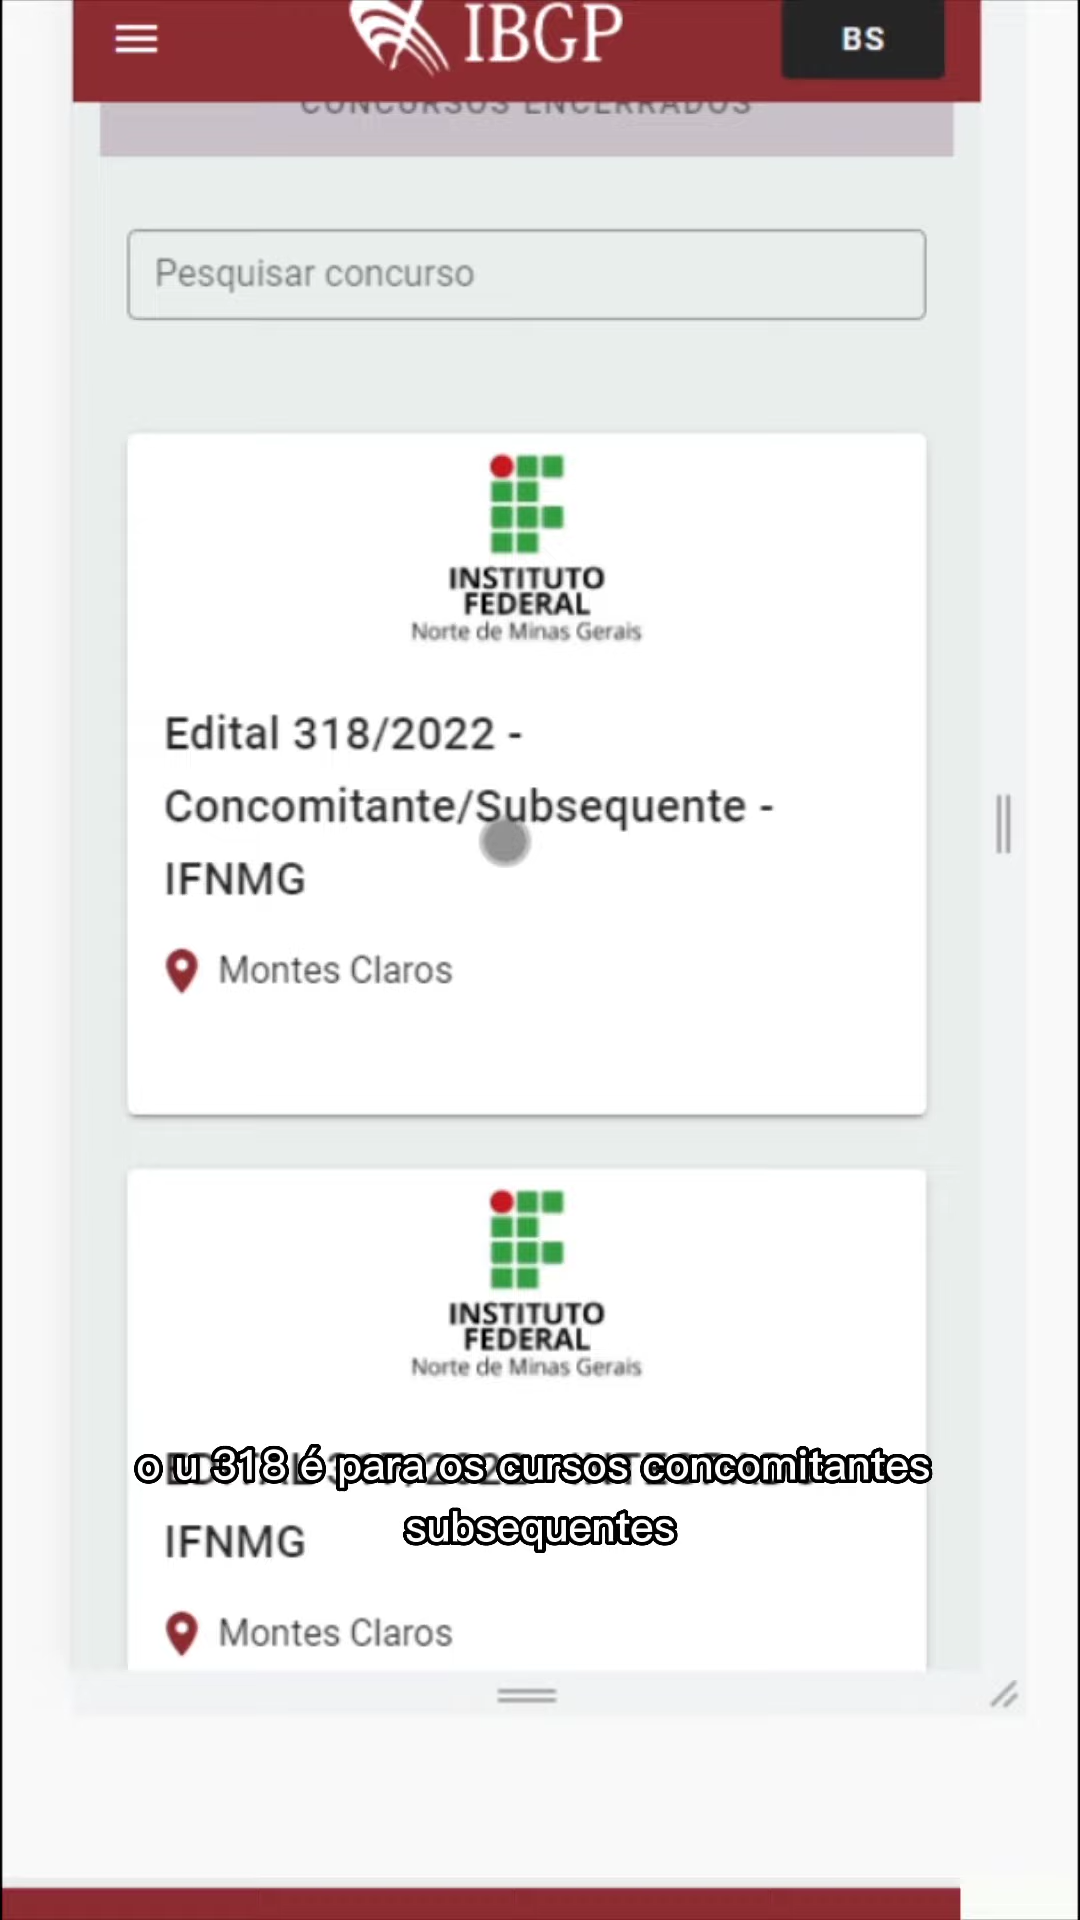 IBGP
BS
CONCURSOS ENCERRADOS
Pesquisar concurso
INSTITUTO
FEDERAL
Norte de Minas Gerais
Edital 318/2022 -
Concomitante/Subsequente -
IFNMG
Montes Claros
INSTITUTO
FEDERAL
Norte de Minas Gerais
o u 318 é para os cursos concomitantes
subsequentes
IFNMG
Montes Claros